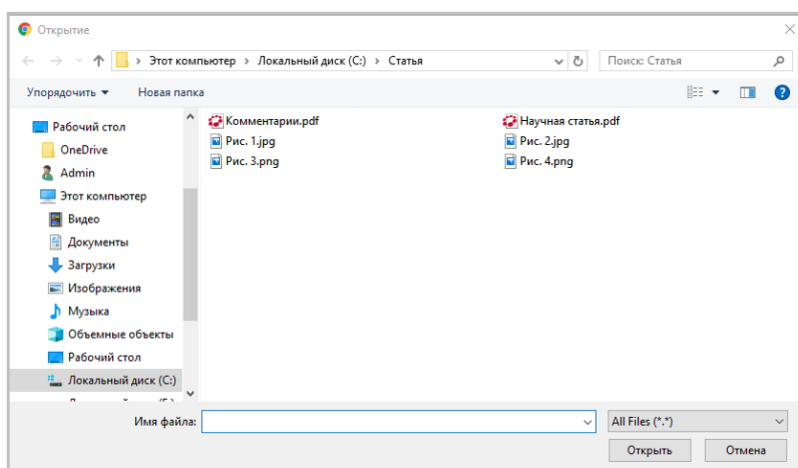 Открытие
Этот компьютер › Локальный диск (C:) › Статья
Поиск: Статья
Упорядочить
Новая папка
Рабочий стол
OneDrive
Admin
Этот компьютер
Видео
Документы
Загрузки
Изображения
Музыка
Объемные объекты
Рабочий стол
Локальный диск (C:)
Комментарии.pdf
Научная статья.pdf
Рис. 1.jpg
Рис. 2.jpg
Рис. 3.png
Рис. 4.png
Имя файла:
All Files (*.*)
Открыть
Отмена